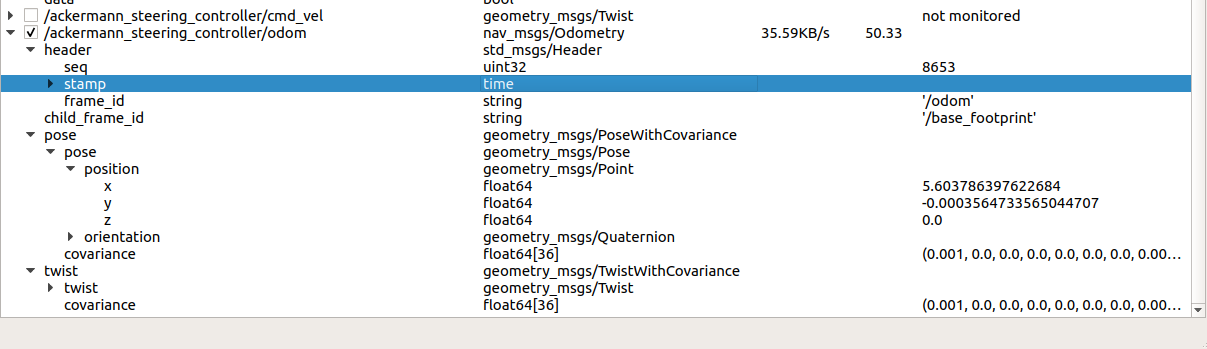 data bool
/ackermann_steering_controller/cmd_vel geometry_msgs/Twist not monitored
/ackermann_steering_controller/odom nav_msgs/Odometry 35.59KB/s 50.33
header std_msgs/Header
seq uint32 8653
stamp time
frame_id string '/odom'
child_frame_id string '/base_footprint'
pose geometry_msgs/PoseWithCovariance
pose geometry_msgs/Pose
position geometry_msgs/Point
x float64 5.603786397622684
y float64 -0.0003564733565044707
z float64 0.0
orientation geometry_msgs/Quaternion
covariance float64[36] (0.001, 0.0, 0.0, 0.0, 0.0, 0.0, 0.0, 0.00...
twist geometry_msgs/TwistWithCovariance
twist geometry_msgs/Twist
covariance float64[36] (0.001, 0.0, 0.0, 0.0, 0.0, 0.0, 0.0, 0.00...